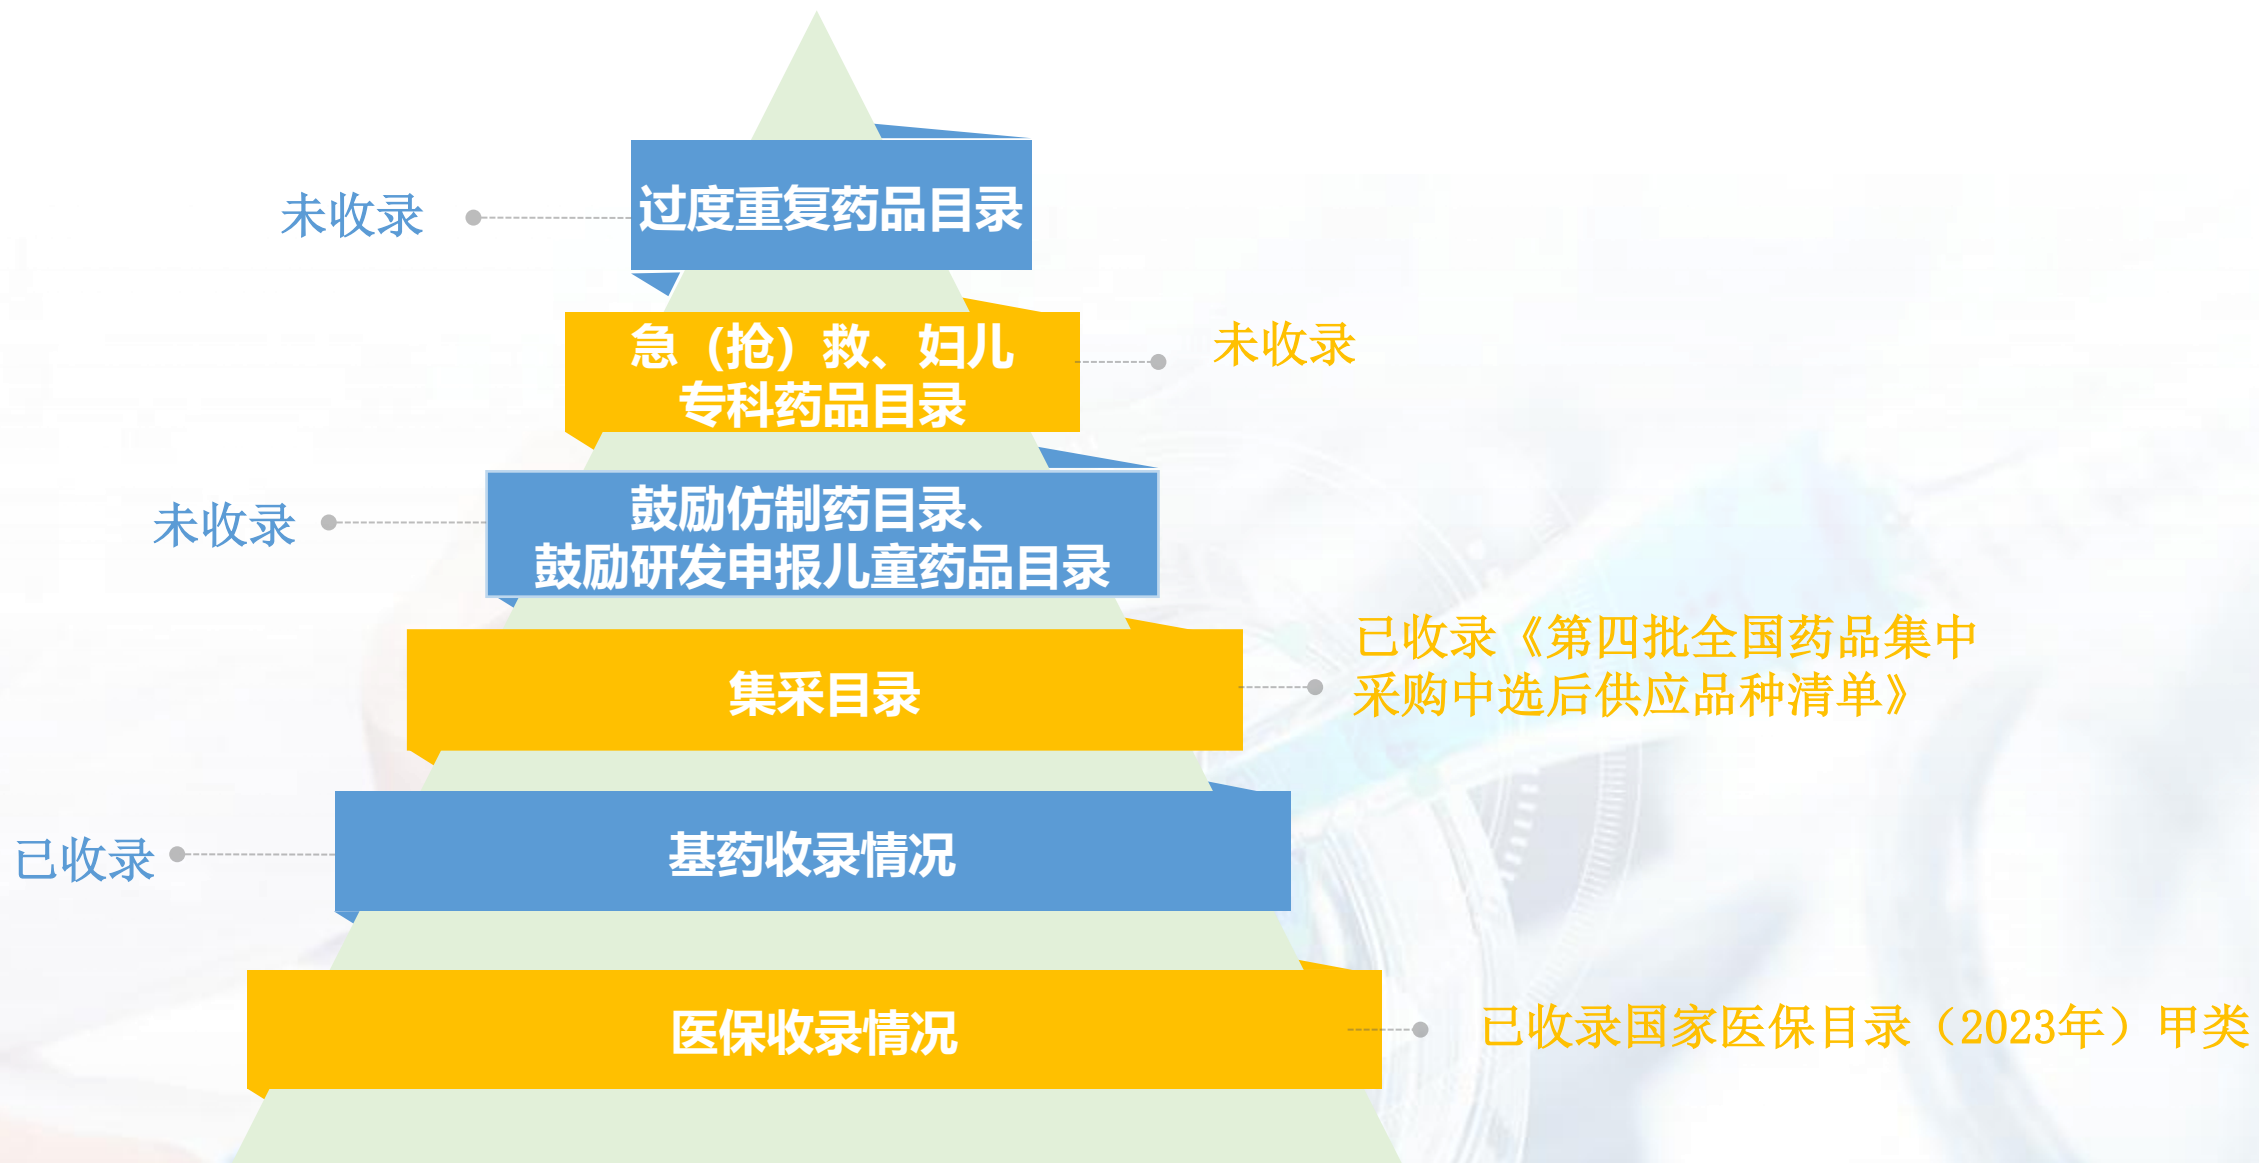 过度重复药品目录
未收录
急（抢）救、妇儿
专科药品目录
未收录
鼓励仿制药目录、
鼓励研发申报儿童药品目录
未收录
集采目录
已收录《第四批全国药品集中
采购中选后供应品种清单》
基药收录情况
已收录
医保收录情况
已收录国家医保目录（2023年）甲类